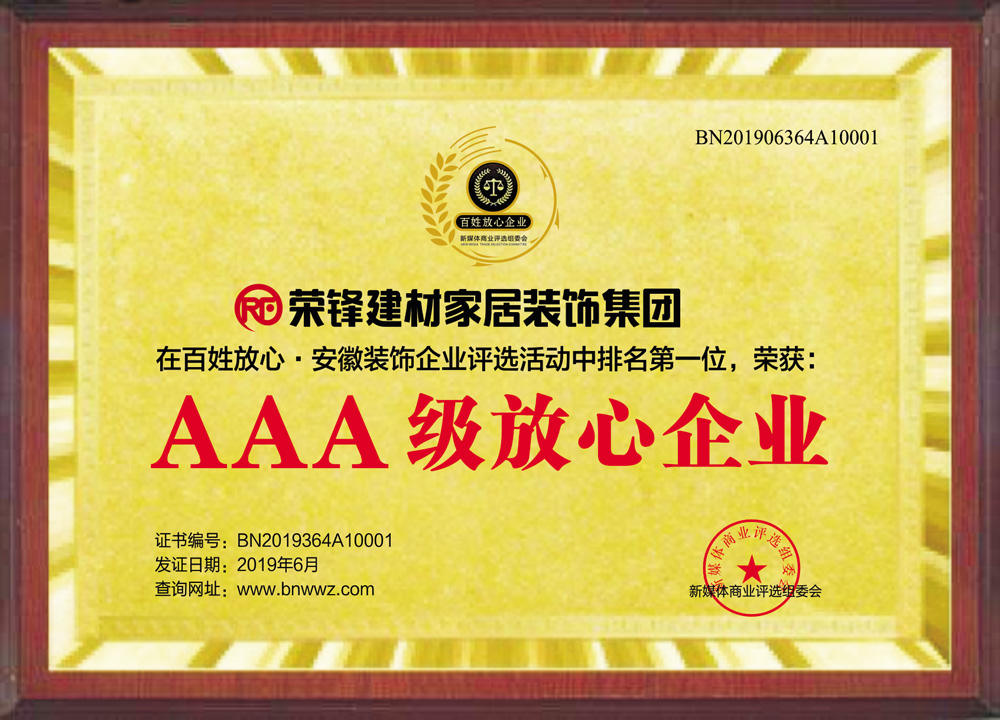 BN201906364A10001
百姓放心企业
新媒体商业评选组委会
NEW MEDIA TRADE SELECTION COMMITTEE
荣锋建材家居装饰集团
在百姓放心·安徽装饰企业评选活动中排名第一位，荣获：
AAA级放心企业
证书编号：BN2019364A10001
发证日期：2019年6月
查询网址：www.bnwwz.com
新媒体商业评选组委会
新媒体商业评选组委会